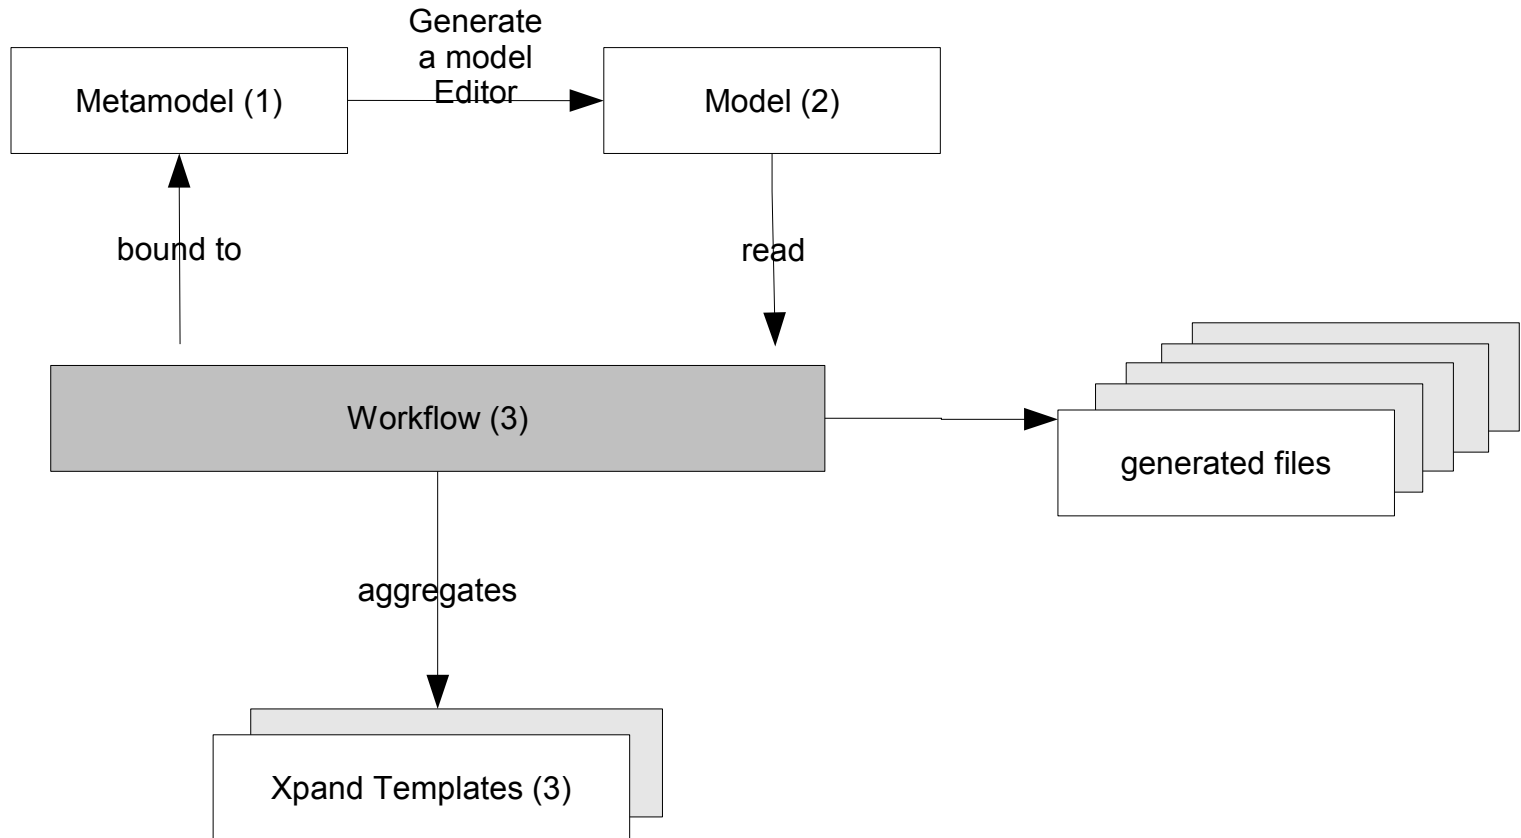 Generate
a model
Editor
Metamodel (1)
Model (2)
bound to
read
Workflow (3)
generated files
aggregates
Xpand Templates (3)